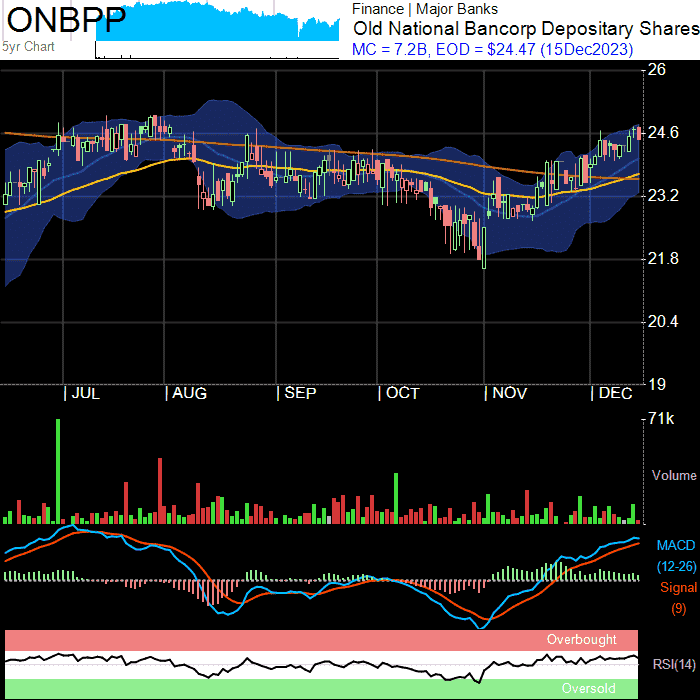 ONBPP
5yr Chart
Finance | Major Banks
Old National Bancorp Depositary Shares
MC = 7.2B, EOD = $24.47 (15Dec2023)
26
24.6
23.2
21.8
20.4
19
| JUL | AUG | SEP | OCT | NOV | DEC
71k
Volume
MACD
(12-26)
Signal
(9)
Overbought
RSI(14)
Oversold